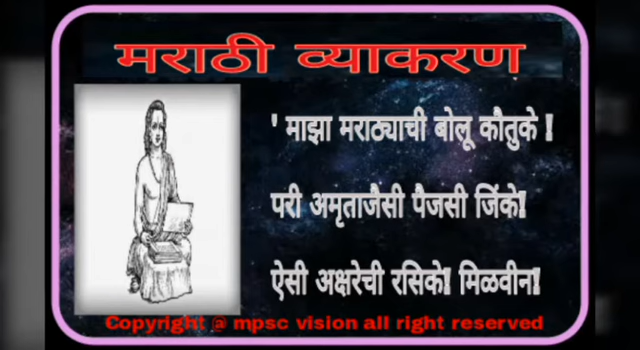 मराठी व्याकरण
' माझा मराठ्याची बोलू कौतुके !
परी अमृताजैसी पैजसी जिंके!
ऐसी अक्षरेची रसिके! मिळवीन!
Copyright @ mpsc vision all right reserved